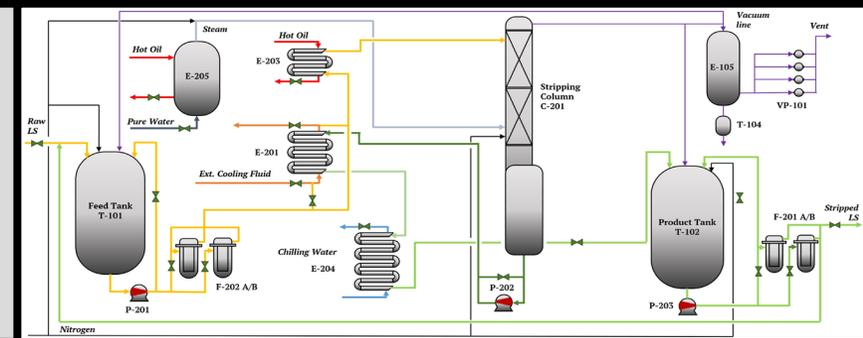 Vacuum
line
Vent
Steam
Hot Oil
Hot Oil
E-203
E-205
E-105
VP-101
Stripping
Column
C-201
Pure Water
T-104
Raw
LS
E-201
Ext. Cooling Fluid
Feed Tank
T-101
Product Tank
T-102
F-201 A/B
Stripped
LS
Chilling Water
E-204
F-202 A/B
P-201
P-202
P-203
Nitrogen